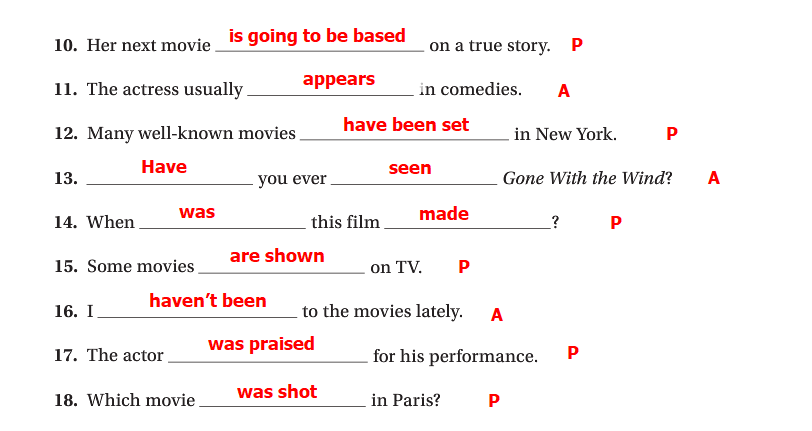 10. Her next movie is going to be based on a true story. P
11. The actress usually appears in comedies. A
12. Many well-known movies have been set in New York. P
13. Have you ever seen Gone With the Wind? A
14. When was this film made? P
15. Some movies are shown on TV. P
16. I haven't been to the movies lately. A
17. The actor was praised for his performance. P
18. Which movie was shot in Paris? P